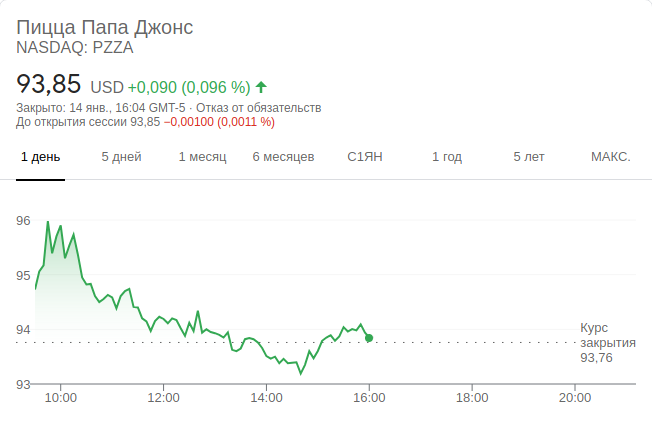 Пицца Папа Джонс
NASDAQ: PZZA
93,85 USD +0,090 (0,096 %)
Закрыто: 14 янв., 16:04 GMT-5 · Отказ от обязательств
До открытия сессии 93,85 −0,00100 (0,0011 %)
1 день 5 дней 1 месяц 6 месяцев С1ЯН 1 год 5 лет МАКС.
96
95
94
Курс
закрытия
93,76
93
10:00 12:00 14:00 16:00 18:00 20:00